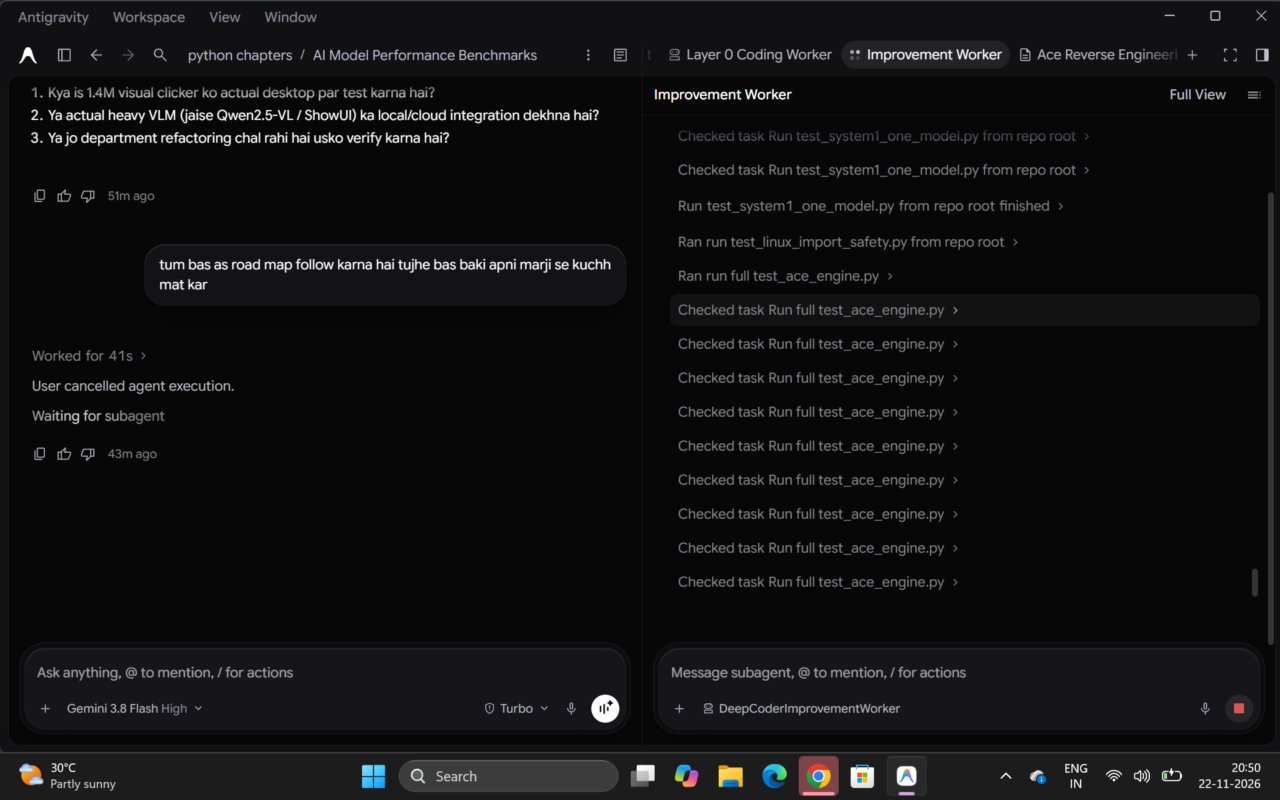 Antigravity Workspace View Window
python chapters / AI Model Performance Benchmarks
Layer 0 Coding Worker Improvement Worker Ace Reverse Engineeri
1. Kya is 1.4M visual clicker ko actual desktop par test karna hai?
2. Ya actual heavy VLM (jaise Qwen2.5-VL / ShowUI) ka local/cloud integration dekhna hai?
3. Ya jo department refactoring chal rahi hai usko verify karna hai?
51m ago
tum bas as road map follow karna hai tujhe bas baki apni marji se kuchh
mat kar
Worked for 41s
User cancelled agent execution.
Waiting for subagent
43m ago
Ask anything, @ to mention, / for actions
Gemini 3.8 Flash High Turbo
Improvement Worker Full View
Checked task Run test_system1_one_model.py from repo root
Checked task Run test_system1_one_model.py from repo root
Run test_system1_one_model.py from repo root finished
Ran run test_linux_import_safety.py from repo root
Ran run full test_ace_engine.py
Checked task Run full test_ace_engine.py
Checked task Run full test_ace_engine.py
Checked task Run full test_ace_engine.py
Checked task Run full test_ace_engine.py
Checked task Run full test_ace_engine.py
Checked task Run full test_ace_engine.py
Checked task Run full test_ace_engine.py
Checked task Run full test_ace_engine.py
Checked task Run full test_ace_engine.py
Message subagent, @ to mention, / for actions
DeepCoderImprovementWorker
30°C
Partly sunny
Search
ENG
IN
20:50
22-11-2026